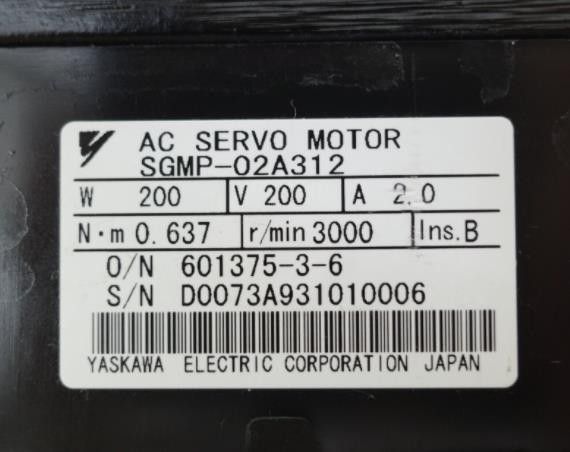 AC SERVO MOTOR
SGMP-02A312
W 200 V 200 A 2.0
N·m 0.637 r/min 3000 Ins.B
O/N 601375-3-6
S/N D0073A931010006
YASKAWA ELECTRIC CORPORATION JAPAN